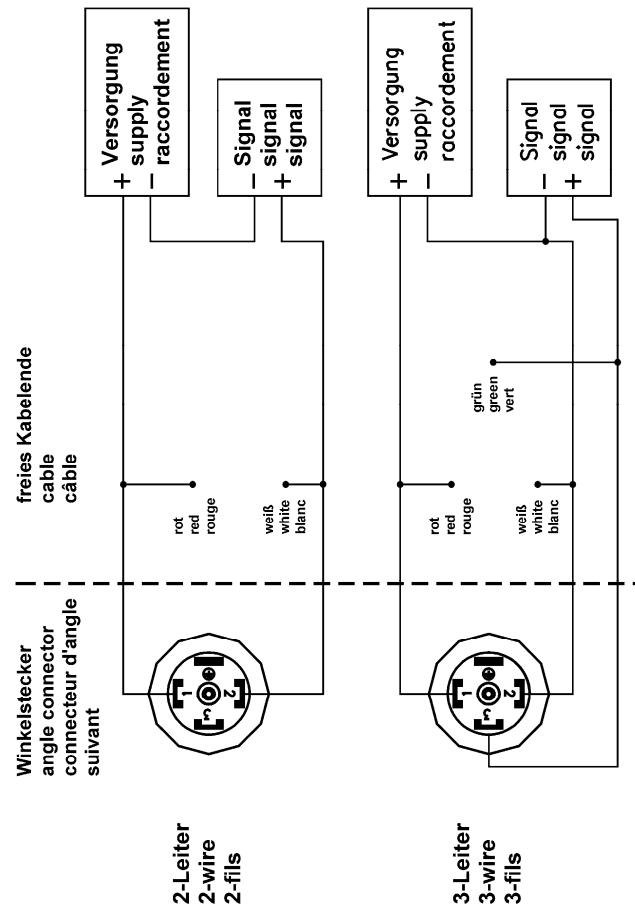 Winkelstecker
angle connector
connecteur d'angle
suivant
freies Kabelende
cable
câble
2-Leiter
2-wire
2-fils
1
2
3
rot
red
rouge
weiß
white
blanc
+
−
Versorgung
supply
raccordement
−
+
Signal
signal
signal
3-Leiter
3-wire
3-fils
1
2
3
rot
red
rouge
weiß
white
blanc
grün
green
vert
+
−
Versorgung
supply
raccordement
−
+
Signal
signal
signal